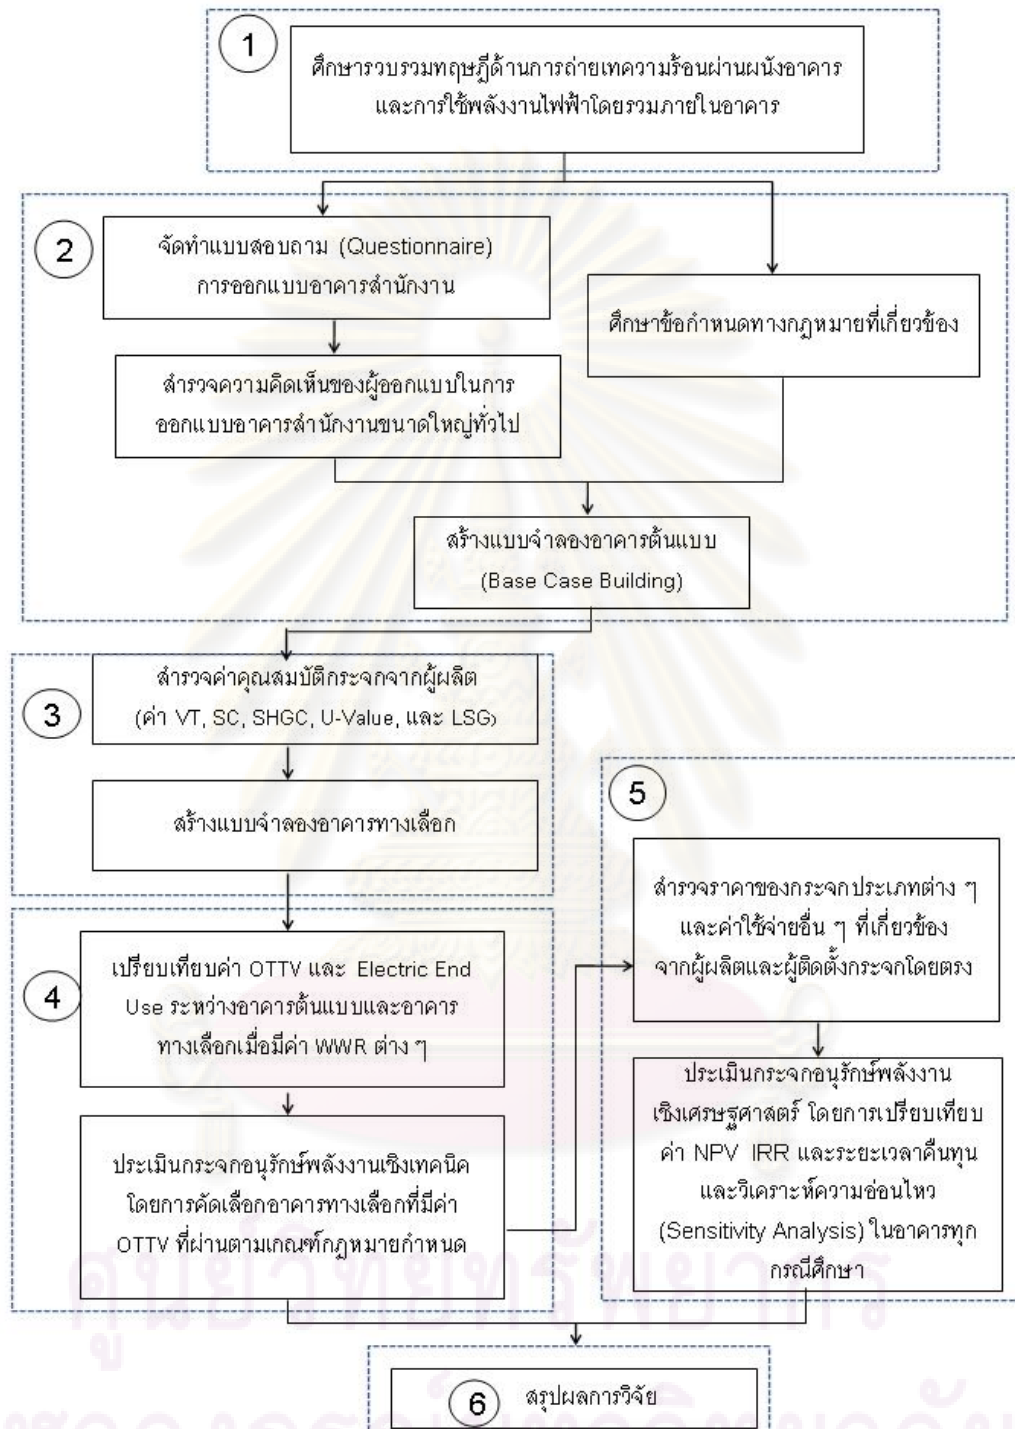 1
ศึกษารวบรวมทฤษฎีด้านการถ่ายเทความร้อนผ่านผนังอาคาร
และการใช้พลังงานไฟฟ้าโดยรวมภายในอาคาร
2
จัดทำแบบสอบถาม (Questionnaire)
การออกแบบอาคารสำนักงาน
ศึกษาข้อกำหนดทางกฎหมายที่เกี่ยวข้อง
สำรวจความคิดเห็นของผู้ออกแบบในการ
ออกแบบอาคารสำนักงานขนาดใหญ่ทั่วไป
สร้างแบบจำลองอาคารต้นแบบ
(Base Case Building)
3
สำรวจค่าคุณสมบัติกระจกจากผู้ผลิต
(ค่า VT, SC, SHGC, U-Value, และ LSG)
สร้างแบบจำลองอาคารทางเลือก
4
เปรียบเทียบค่า OTTV และ Electric End
Use ระหว่างอาคารต้นแบบและอาคาร
ทางเลือกเมื่อมีค่า WWR ต่าง ๆ
ประเมินกระจกอนุรักษ์พลังงานเชิงเทคนิค
โดยการคัดเลือกอาคารทางเลือกที่มีค่า
OTTV ที่ผ่านตามเกณฑ์กฎหมายกำหนด
5
สำรวจราคาของกระจกประเภทต่าง ๆ
และค่าใช้จ่ายอื่น ๆ ที่เกี่ยวข้อง
จากผู้ผลิตและผู้ติดตั้งกระจกโดยตรง
ประเมินกระจกอนุรักษ์พลังงาน
เชิงเศรษฐศาสตร์ โดยการเปรียบเทียบ
ค่า NPV IRR และระยะเวลาคืนทุน
และวิเคราะห์ความอ่อนไหว
(Sensitivity Analysis) ในอาคารทุก
กรณีศึกษา
ศูนย์วิทยทรัพยากร
6
สรุปผลการวิจัย